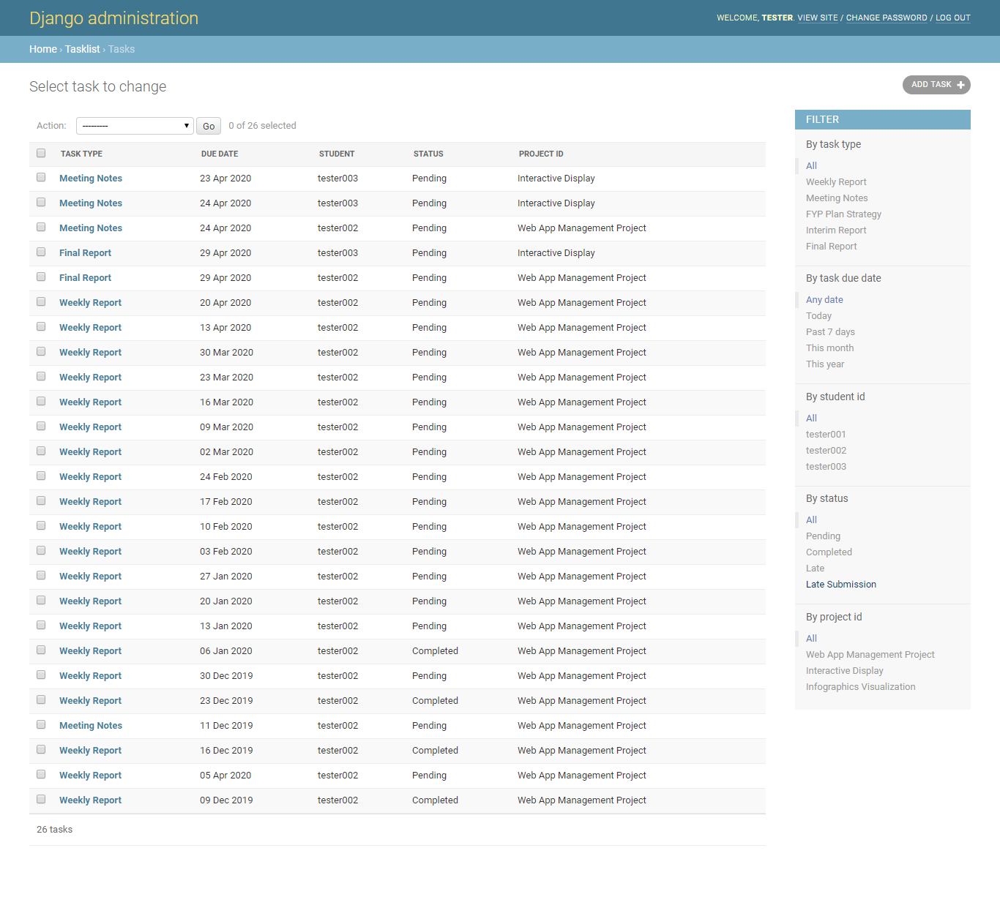 Django administration
WELCOME, TESTER. VIEW SITE / CHANGE PASSWORD / LOG OUT
Home › Tasklist › Tasks
Select task to change
ADD TASK +
Action: --------- Go 0 of 26 selected
TASK TYPE DUE DATE STUDENT STATUS PROJECT ID
Meeting Notes 23 Apr 2020 tester003 Pending Interactive Display
Meeting Notes 24 Apr 2020 tester003 Pending Interactive Display
Meeting Notes 24 Apr 2020 tester002 Pending Web App Management Project
Final Report 29 Apr 2020 tester003 Pending Interactive Display
Final Report 29 Apr 2020 tester002 Pending Web App Management Project
Weekly Report 20 Apr 2020 tester002 Pending Web App Management Project
Weekly Report 13 Apr 2020 tester002 Pending Web App Management Project
Weekly Report 30 Mar 2020 tester002 Pending Web App Management Project
Weekly Report 23 Mar 2020 tester002 Pending Web App Management Project
Weekly Report 16 Mar 2020 tester002 Pending Web App Management Project
Weekly Report 09 Mar 2020 tester002 Pending Web App Management Project
Weekly Report 02 Mar 2020 tester002 Pending Web App Management Project
Weekly Report 24 Feb 2020 tester002 Pending Web App Management Project
Weekly Report 17 Feb 2020 tester002 Pending Web App Management Project
Weekly Report 10 Feb 2020 tester002 Pending Web App Management Project
Weekly Report 03 Feb 2020 tester002 Pending Web App Management Project
Weekly Report 27 Jan 2020 tester002 Pending Web App Management Project
Weekly Report 20 Jan 2020 tester002 Pending Web App Management Project
Weekly Report 13 Jan 2020 tester002 Pending Web App Management Project
Weekly Report 06 Jan 2020 tester002 Completed Web App Management Project
Weekly Report 30 Dec 2019 tester002 Pending Web App Management Project
Weekly Report 23 Dec 2019 tester002 Completed Web App Management Project
Meeting Notes 11 Dec 2019 tester002 Pending Web App Management Project
Weekly Report 16 Dec 2019 tester002 Completed Web App Management Project
Weekly Report 05 Apr 2020 tester002 Pending Web App Management Project
Weekly Report 09 Dec 2019 tester002 Completed Web App Management Project
26 tasks
FILTER
By task type
All
Weekly Report
Meeting Notes
FYP Plan Strategy
Interim Report
Final Report
By task due date
Any date
Today
Past 7 days
This month
This year
By student id
All
tester001
tester002
tester003
By status
All
Pending
Completed
Late
Late Submission
By project id
All
Web App Management Project
Interactive Display
Infographics Visualization